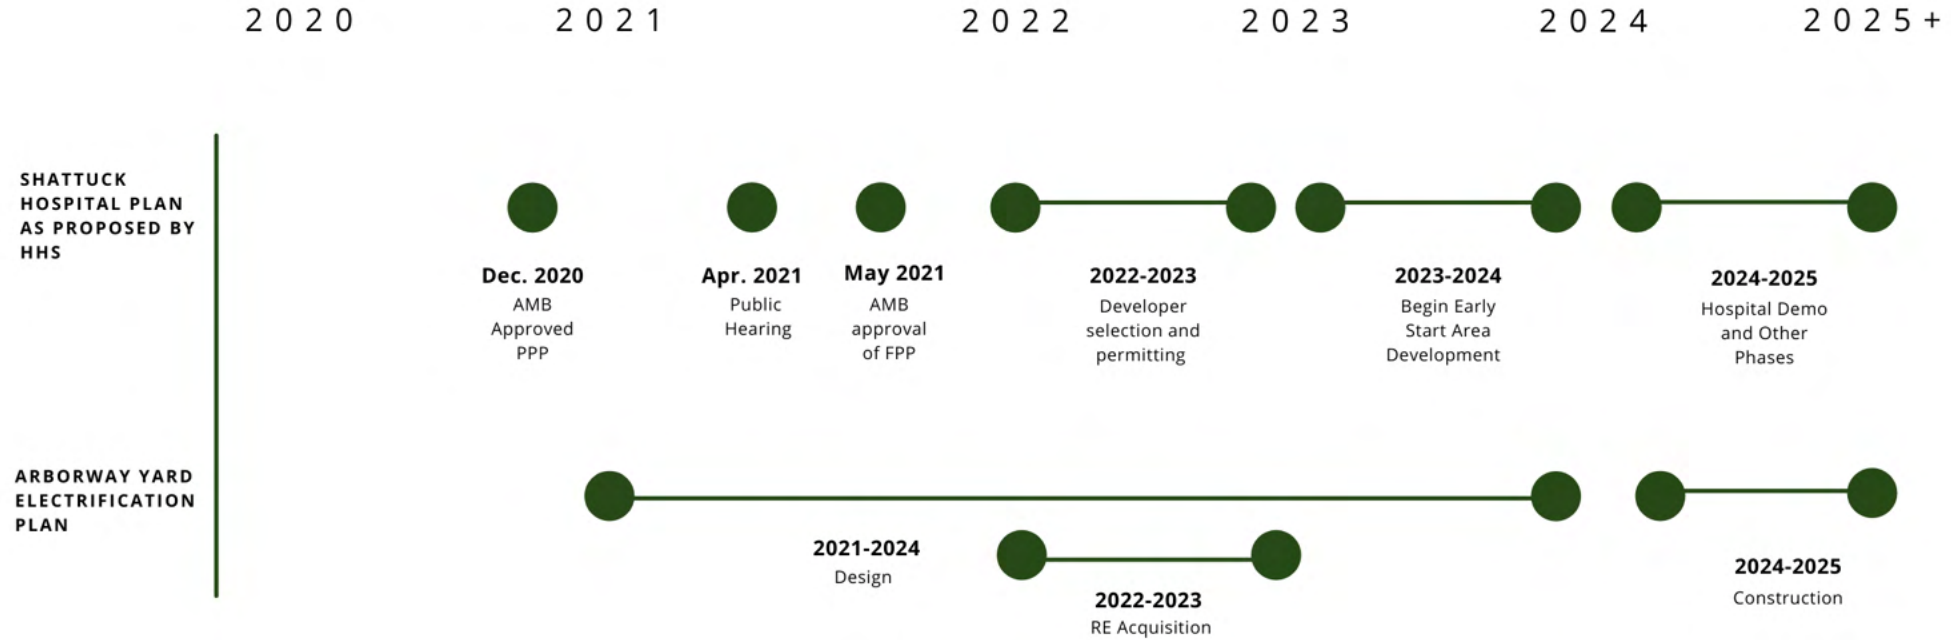 2020 2021 2022 2023 2024 2025+
SHATTUCK
HOSPITAL PLAN
AS PROPOSED BY
HHS
Dec. 2020
AMB
Approved
PPP
Apr. 2021
Public
Hearing
May 2021
AMB
approval
of FPP
2022-2023
Developer
selection and
permitting
2023-2024
Begin Early
Start Area
Development
2024-2025
Hospital Demo
and Other
Phases
ARBORWAY YARD
ELECTRIFICATION
PLAN
2021-2024
Design
2022-2023
RE Acquisition
2024-2025
Construction